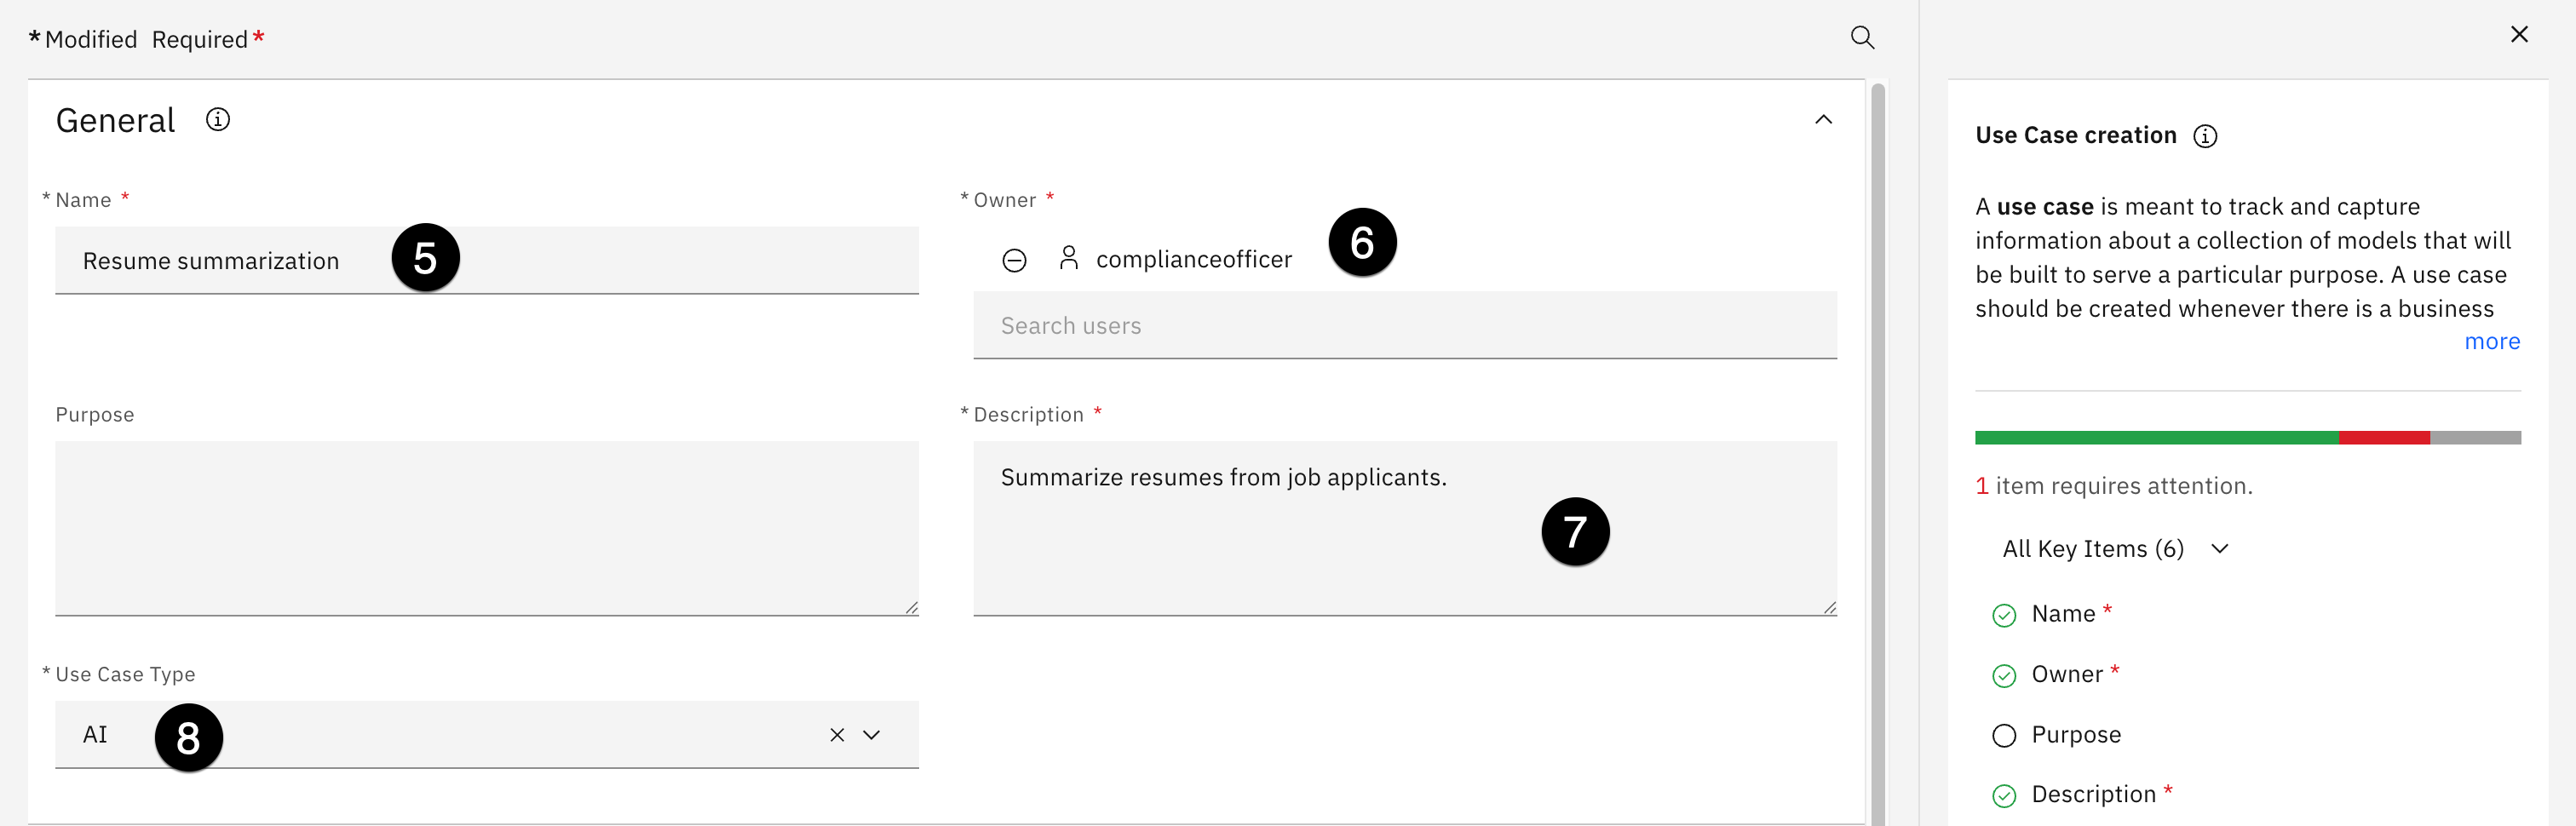 *Modified Required*
General
* Name *
Resume summarization
5
* Owner *
complianceofficer
6
Search users
Purpose
* Description *
Summarize resumes from job applicants.
7
* Use Case Type
AI
8
Use Case creation
A use case is meant to track and capture
information about a collection of models that will
be built to serve a particular purpose. A use case
should be created whenever there is a business
more
1 item requires attention.
All Key Items (6)
Name *
Owner *
Purpose
Description *